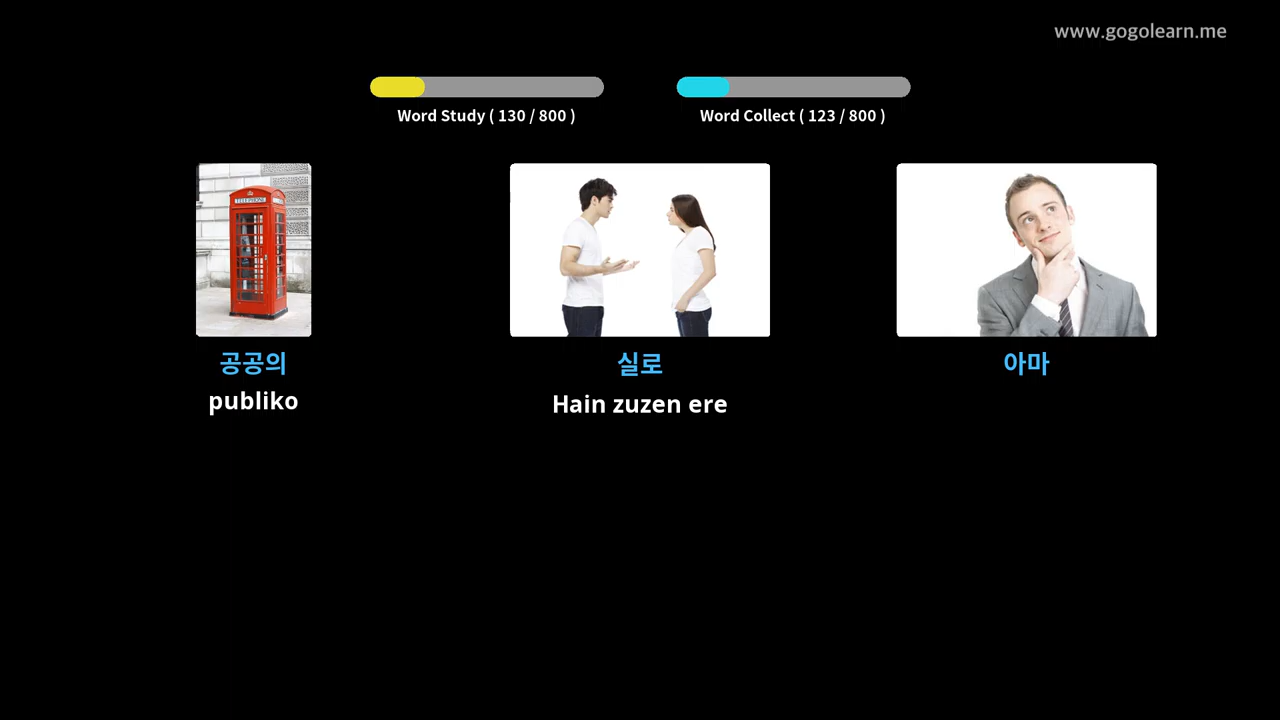 www.gogolearn.me
Word Study ( 130 / 800 )
Word Collect ( 123 / 800 )
TELEPHONE
공공의
실로
아마
publiko
Hain zuzen ere